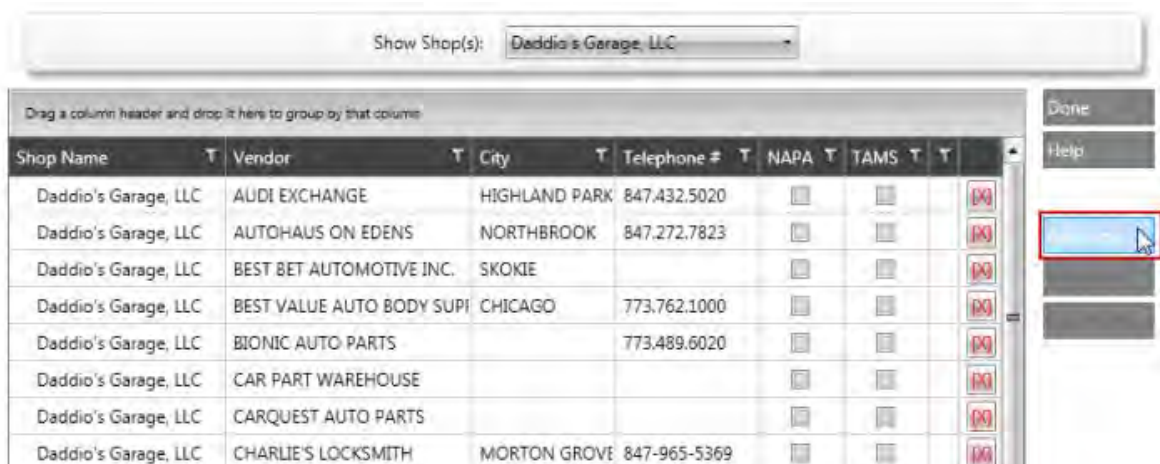 Show Shop(s): Daddio's Garage, LLC
Drag a column header and drop it here to group by that column
Done
Shop Name Vendor City Telephone # NAPA TAMS
Help
Daddio's Garage, LLC AUDI EXCHANGE HIGHLAND PARK 847.432.5020 [X]
Daddio's Garage, LLC AUTOHAUS ON EDENS NORTHBROOK 847.272.7823 [X]
Daddio's Garage, LLC BEST BET AUTOMOTIVE INC. SKOKIE [X]
Daddio's Garage, LLC BEST VALUE AUTO BODY SUPI CHICAGO 773.762.1000 [X]
Daddio's Garage, LLC BIONIC AUTO PARTS 773.489.6020 [X]
Daddio's Garage, LLC CAR PART WAREHOUSE [X]
Daddio's Garage, LLC CARQUEST AUTO PARTS [X]
Daddio's Garage, LLC CHARLIE'S LOCKSMITH MORTON GROVE 847-965-5369 [X]